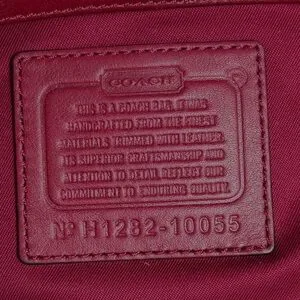 COACH
®
THIS IS A COACH BAG. IT WAS
HANDCRAFTED FROM THE FINEST
MATERIALS TRIMMED WITH LEATHER.
ITS SUPERIOR CRAFTSMANSHIP AND
ATTENTION TO DETAIL REFLECT OUR
COMMITMENT TO ENDURING QUALITY.
Nº H1282-10055